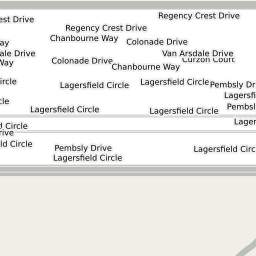 Regency Crest Drive
est Drive
Regency Crest Drive
Chanbourne Way
Colonade Drive
ay
ale Drive
Van Arsdale Drive
Way
Colonade Drive
Curzon Court
Chanbourne Way
ircle
Lagersfield Circle
Lagersfield Circle
Pembsly Dr
Lagersfi
cle
Lagersfield Circle
Lagersfield Circle
Pembsl
Lager
d Circle
rive
ld Circle
Pembsly Drive
Lagersfield Circ
Lagersfield Circle